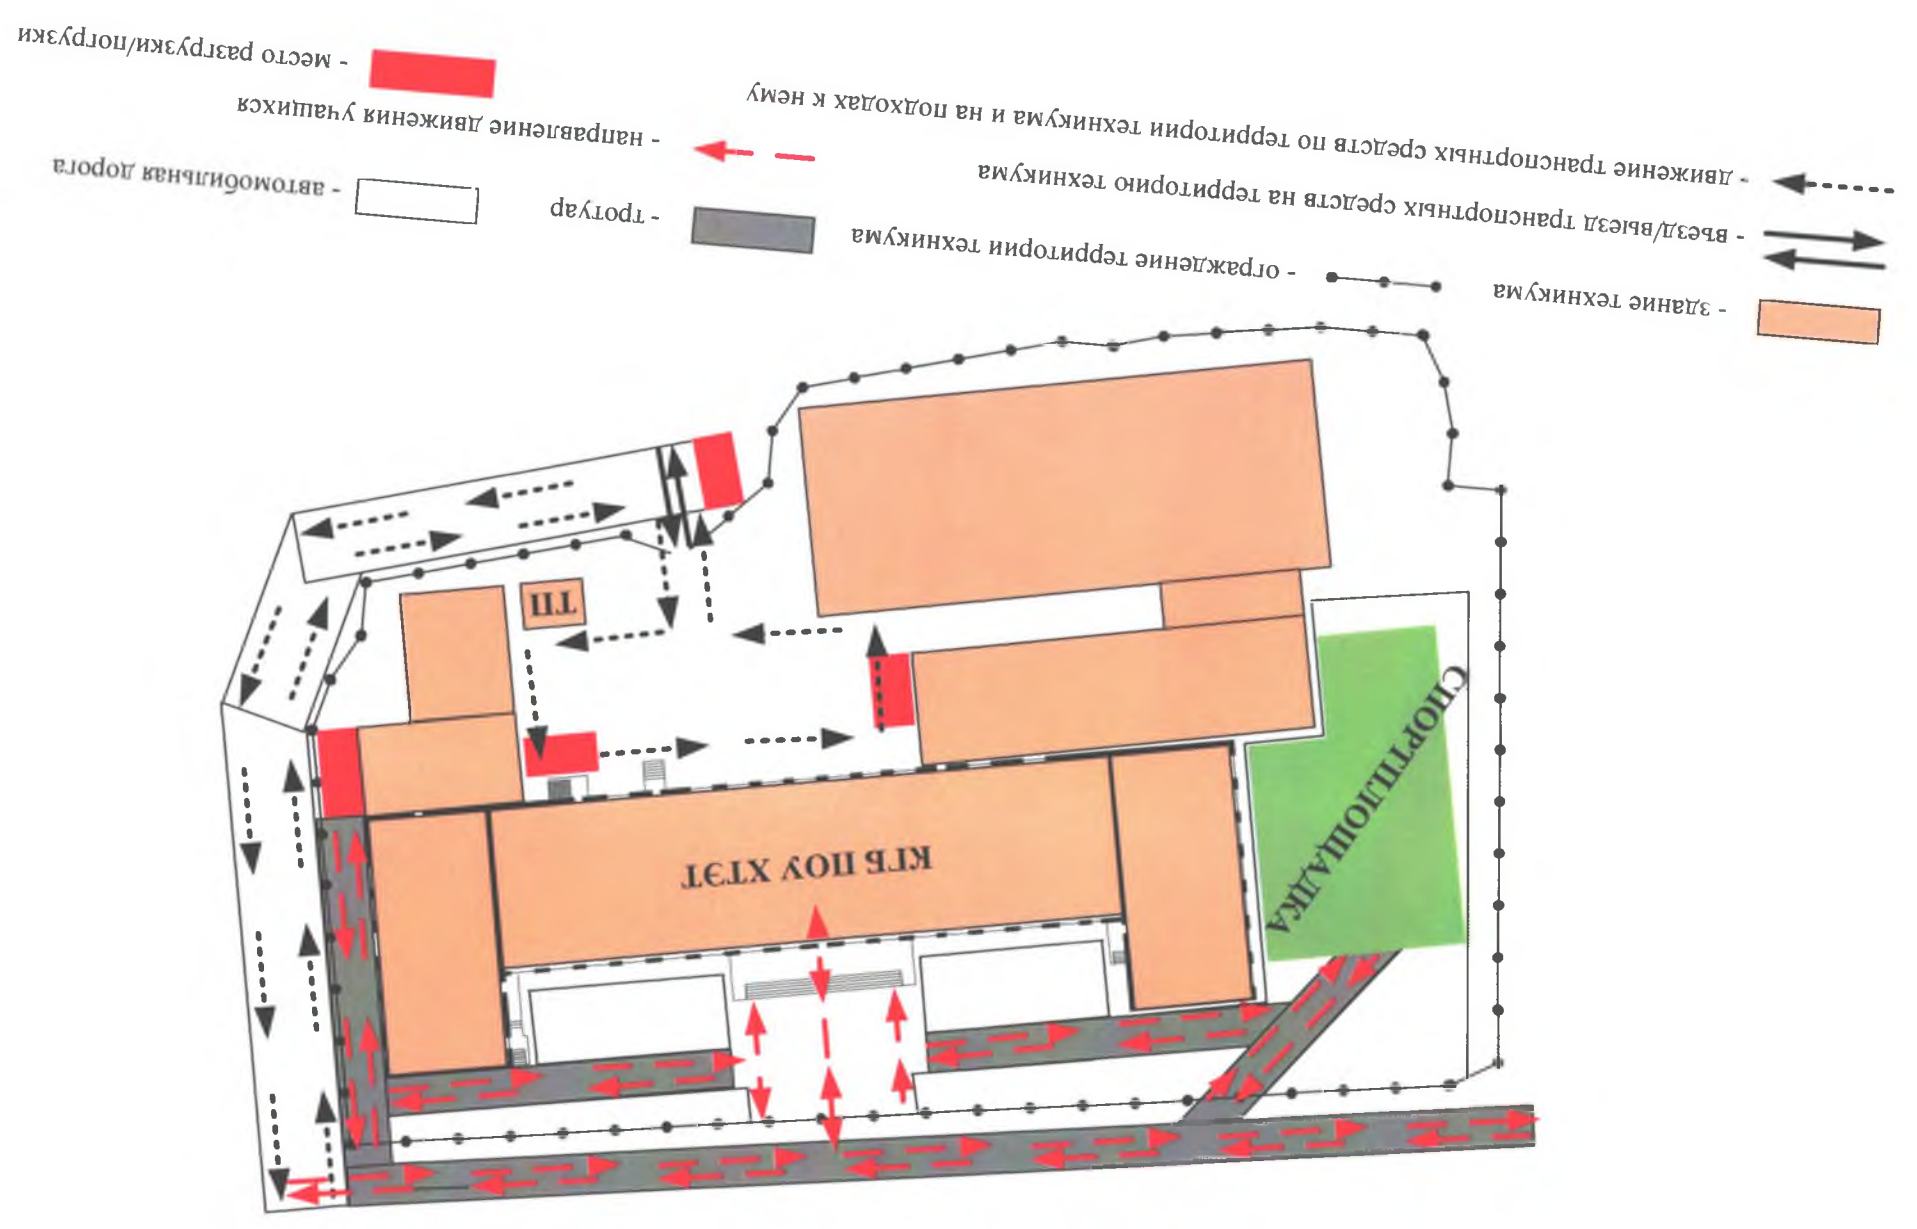 СПОРТПЛОЩАДКА
КГБ ПОУ ХТЭТ
ТП
- здание техникума
- въезд/выезд транспортных средств на территорию техникума
- движение транспортных средств по территории техникума и на подходах к нему
- ограждение территории техникума
- тротуар
- направление движения учащихся
- автомобильная дорога
- место разгрузки/погрузки